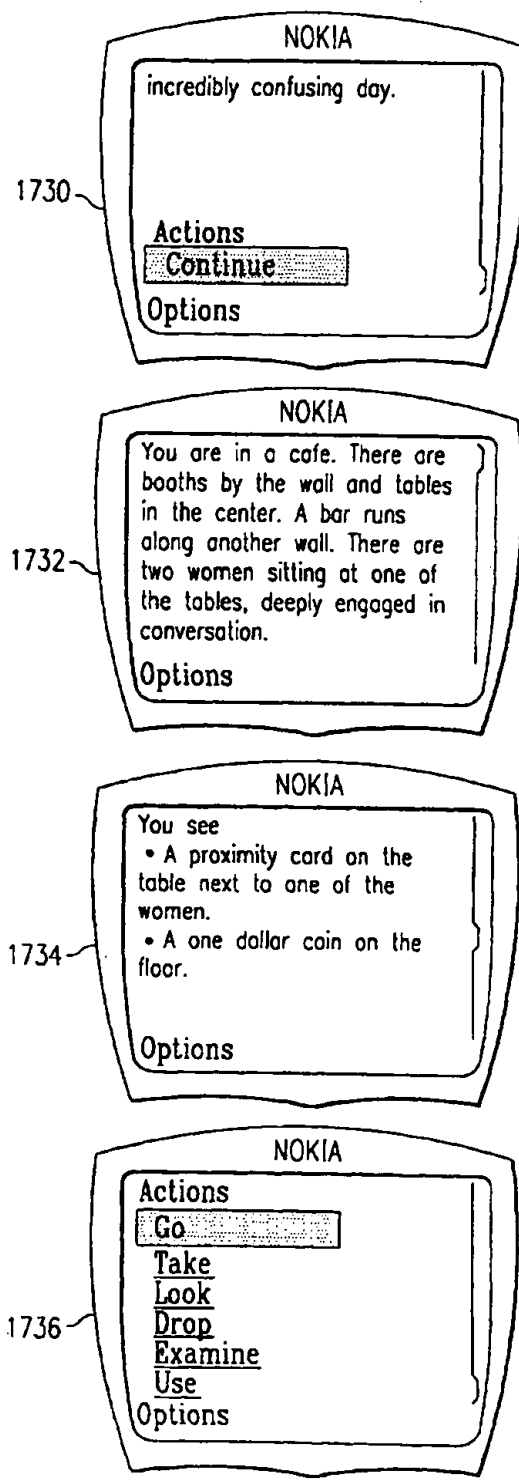 NOKIA
incredibly confusing day.
1730
Actions
Continue
Options
NOKIA
You are in a cafe. There are
booths by the wall and tables
in the center. A bar runs
along another wall. There are
two women sitting at one of
the tables, deeply engaged in
conversation.
1732
Options
NOKIA
You see
• A proximity card on the
table next to one of the
women.
• A one dollar coin on the
floor.
1734
Options
NOKIA
Actions
Go
Take
Look
Drop
Examine
Use
1736
Options